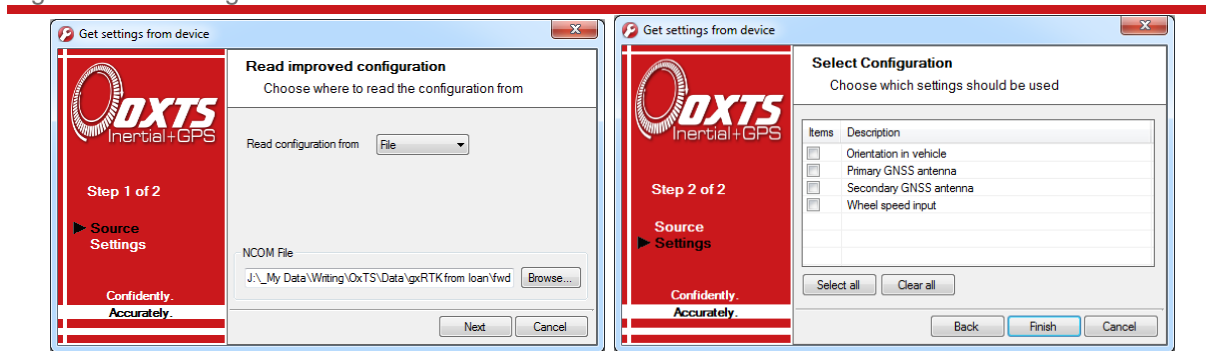 Get settings from device
OXTS
Inertial+GPS
Step 1 of 2
Source
Settings
Confidently.
Accurately.
Read improved configuration
Choose where to read the configuration from
Read configuration from File
NCOM File
J:\_My Data\Writing\OxTS\Data\gxRTK from loan\fwd Browse...
Next Cancel
Get settings from device
OXTS
Inertial+GPS
Step 2 of 2
Source
Settings
Confidently.
Accurately.
Select Configuration
Choose which settings should be used
Items Description
Orientation in vehicle
Primary GNSS antenna
Secondary GNSS antenna
Wheel speed input
Select all Clear all
Back Finish Cancel